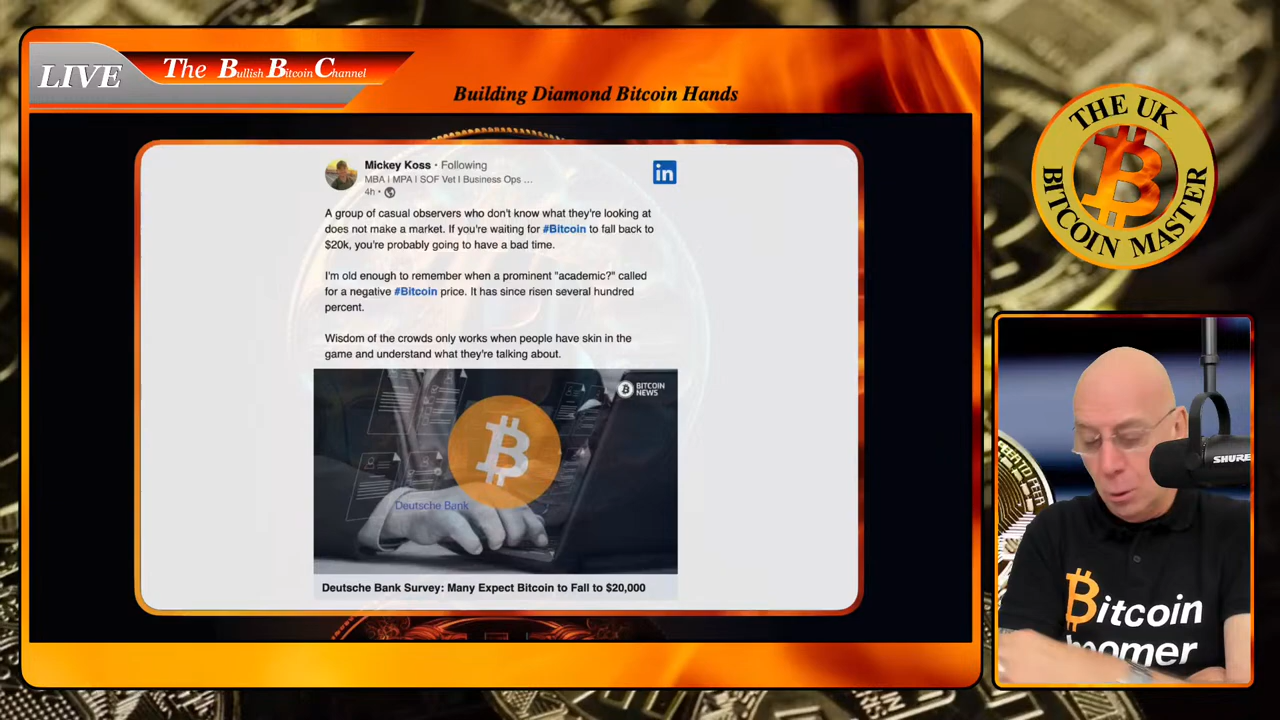 LIVE
The Bullish Bitcoin Channel
Building Diamond Bitcoin Hands
THE UK
BITCOIN MASTER
Mickey Koss · Following
MBA | MPA | SOF Vet | Business Ops ...
4h •
in
A group of casual observers who don't know what they're looking at
does not make a market. If you're waiting for #Bitcoin to fall back to
$20k, you're probably going to have a bad time.
I'm old enough to remember when a prominent "academic?" called
for a negative #Bitcoin price. It has since risen several hundred
percent.
Wisdom of the crowds only works when people have skin in the
game and understand what they're talking about.
BITCOIN
NEWS
Deutsche Bank
Deutsche Bank Survey: Many Expect Bitcoin to Fall to $20,000
PEER TO PEER
SHURE
Bitcoin